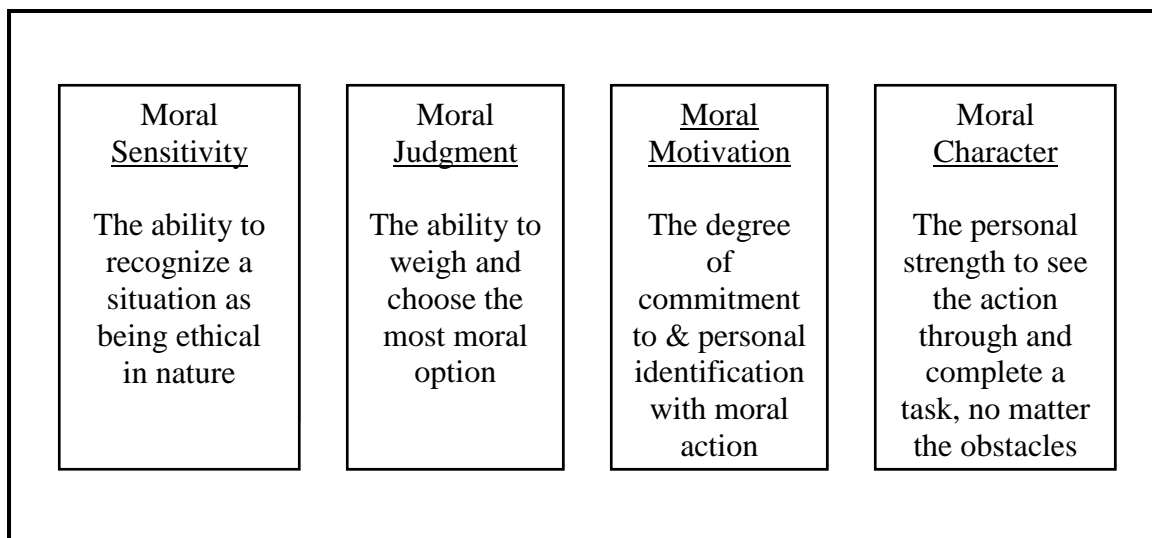 Moral
Sensitivity
The ability to
recognize a
situation as
being ethical
in nature
Moral
Judgment
The ability to
weigh and
choose the
most moral
option
Moral
Motivation
The degree
of
commitment
to & personal
identification
with moral
action
Moral
Character
The personal
strength to see
the action
through and
complete a
task, no matter
the obstacles